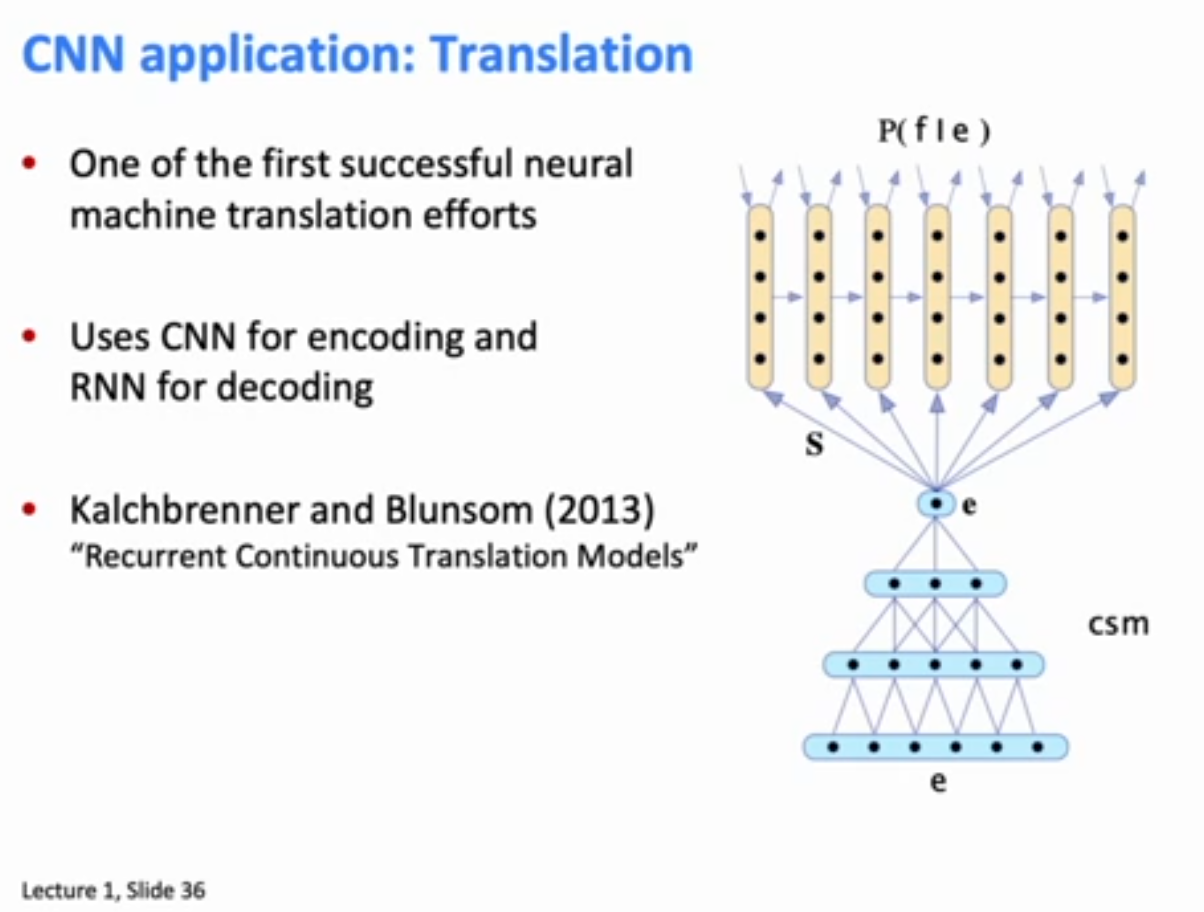 CNN application: Translation
• One of the first successful neural
machine translation efforts
• Uses CNN for encoding and
RNN for decoding
• Kalchbrenner and Blunsom (2013)
“Recurrent Continuous Translation Models”
P( f l e )
S
e
csm
e
Lecture 1, Slide 36